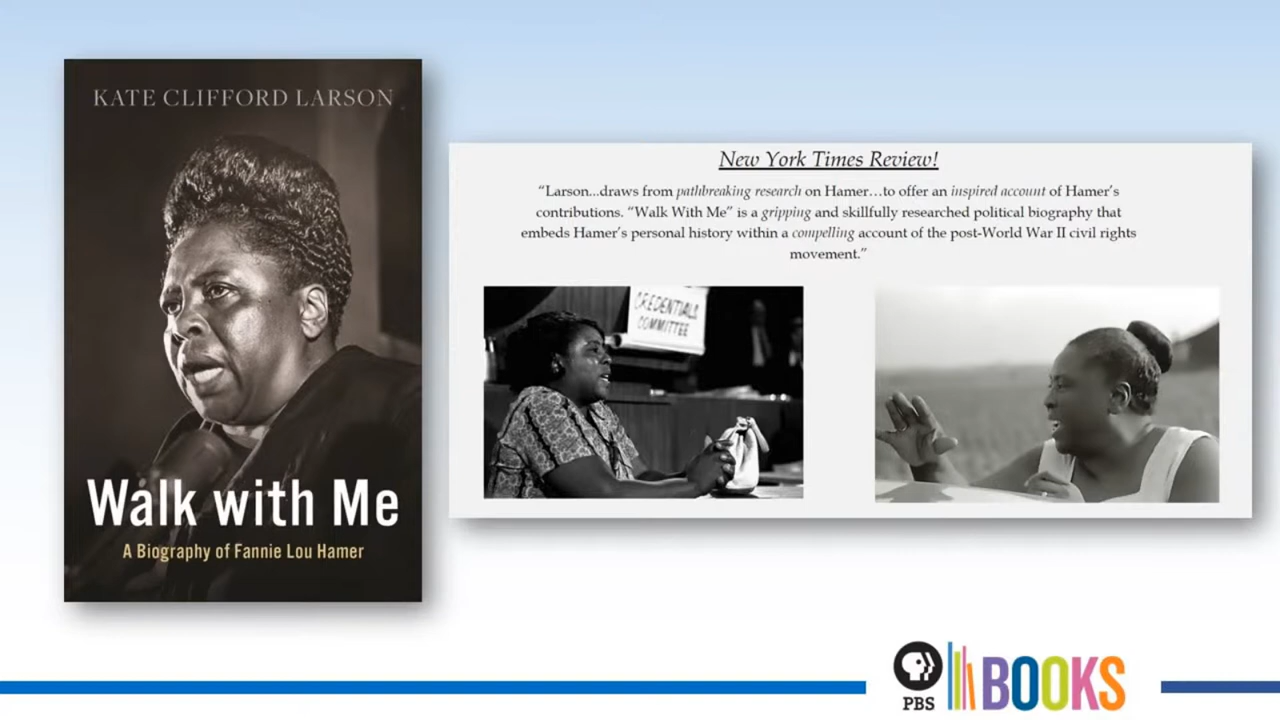 KATE CLIFFORD LARSON
Walk with Me
A Biography of Fannie Lou Hamer
New York Times Review!
“Larson...draws from pathbreaking research on Hamer…to offer an inspired account of Hamer’s
contributions. “Walk With Me” is a gripping and skillfully researched political biography that
embeds Hamer’s personal history within a compelling account of the post-World War II civil rights
movement.”
CREDENTIALS
COMMITTEE
PBS
BOOKS